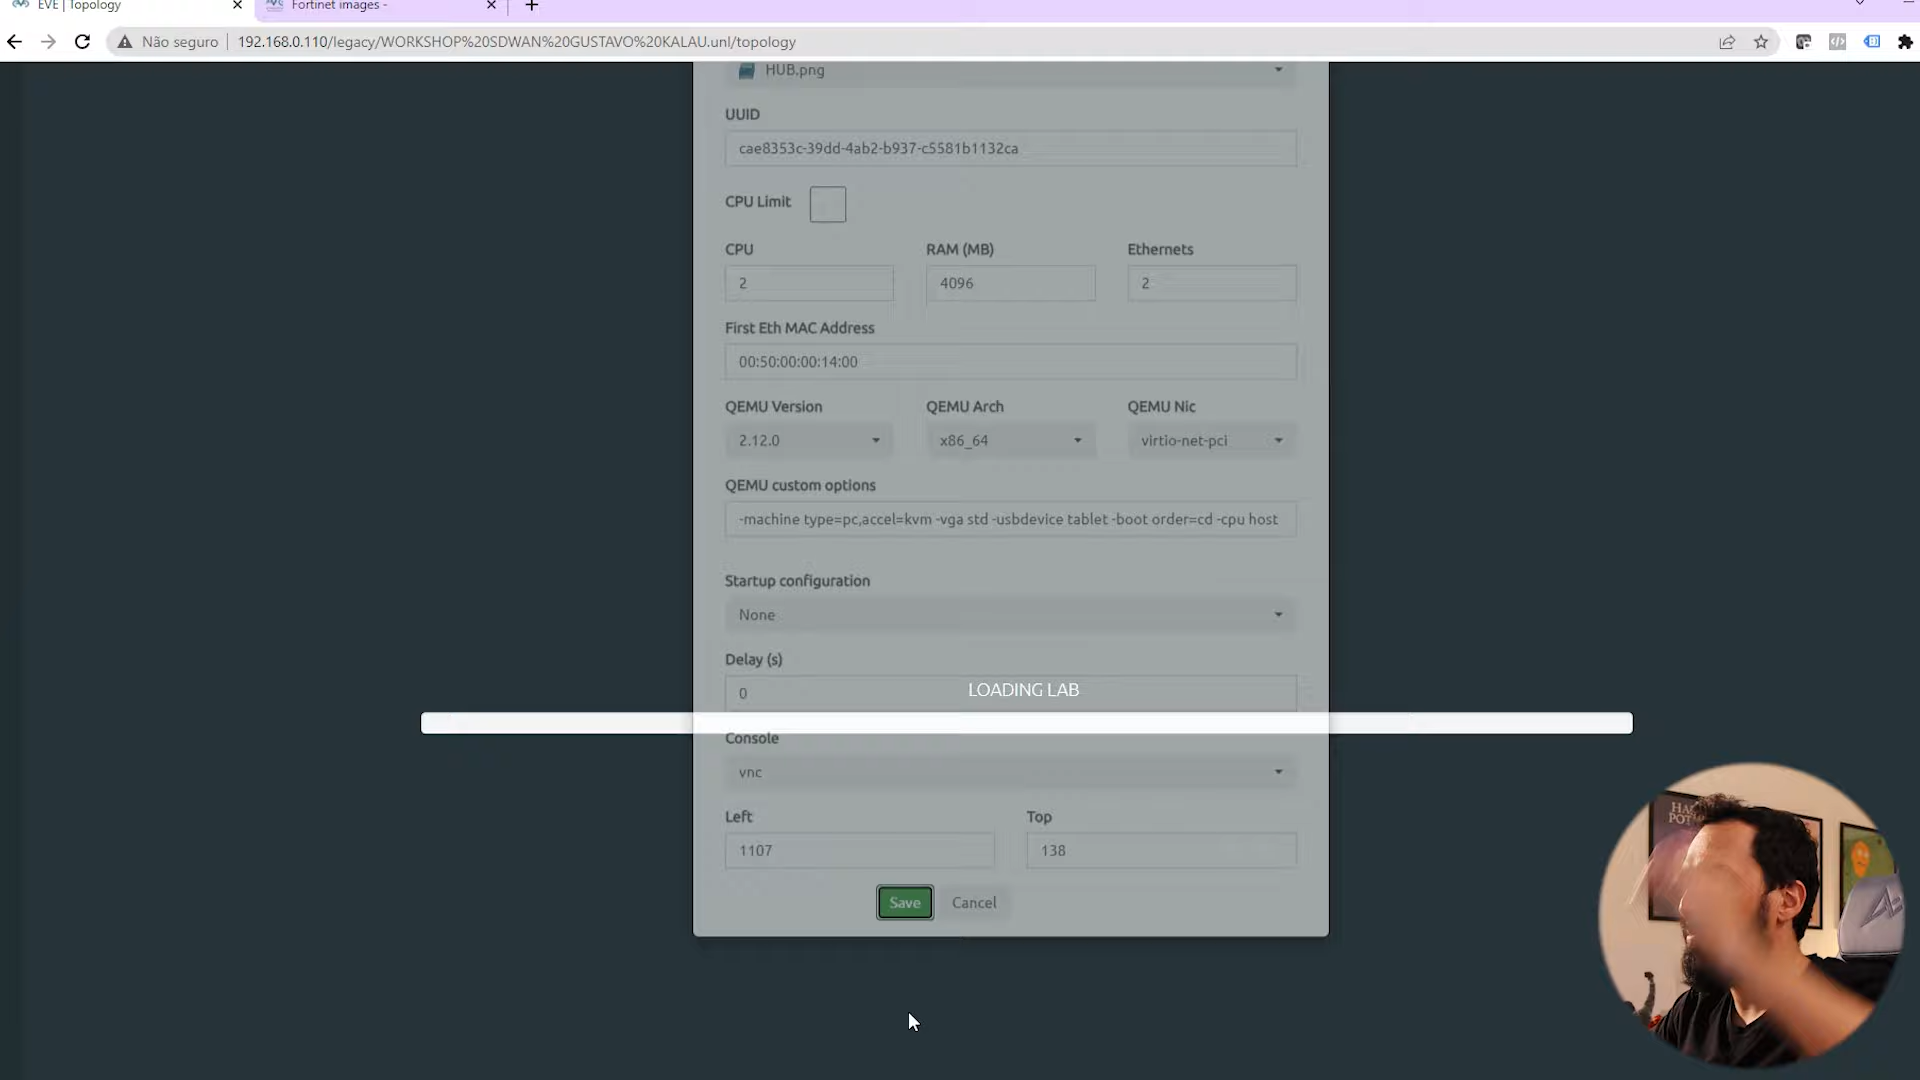 EVE | Topology
Fortinet images -
Não seguro
192.168.0.110/legacy/WORKSHOP%20SDWAN%20GUSTAVO%20KALAU.unl/topology
HUB.png
UUID
cae8353c-39dd-4ab2-b937-c5581b1132ca
CPU Limit
CPU RAM (MB) Ethernets
2 4096 2
First Eth MAC Address
00:50:00:00:14:00
QEMU Version QEMU Arch QEMU Nic
2.12.0 x86_64 virtio-net-pci
QEMU custom options
-machine type=pc,accel=kvm -vga std -usbdevice tablet -boot order=cd -cpu host
Startup configuration
None
Delay (s)
0
LOADING LAB
Console
vnc
Left Top
1107 138
Save Cancel